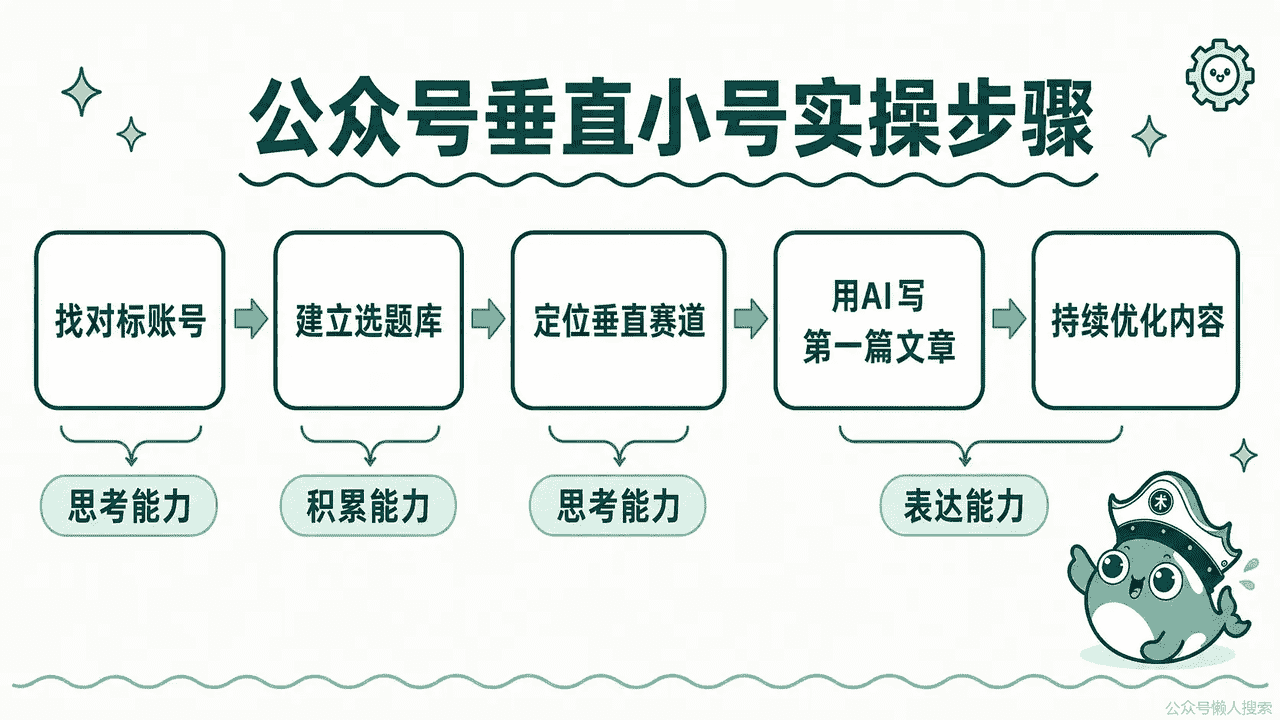 公众号垂直小号实操步骤
找对标账号
建立选题库
定位垂直赛道
用AI写
第一篇文章
持续优化内容
思考能力
积累能力
思考能力
表达能力
木
公众号懒人搜索